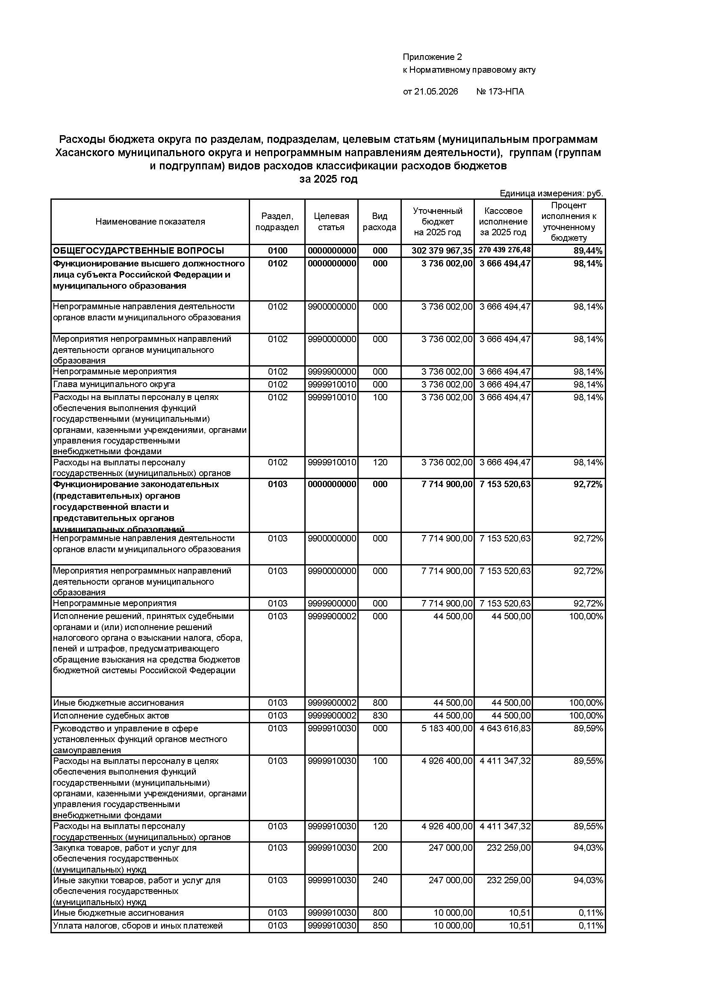 Приложение 2
к Нормативному правовому акту
от 21.05.2026 № 173-НПА
Расходы бюджета округа по разделам, подразделам, целевым статьям (муниципальным программам
Хасанского муниципального округа и непрограммным направлениям деятельности), группам (группам
и подгруппам) видов расходов классификации расходов бюджетов
за 2025 год
Единица измерения: руб.
Наименование показателя
Раздел,
подраздел
Целевая
статья
Вид
расхода
Уточненный
бюджет
на 2025 год
Кассовое
исполнение
за 2025 год
Процент
исполнения к
уточненному
бюджету
ОБЩЕГОСУДАРСТВЕННЫЕ ВОПРОСЫ 0100 0000000000 000 302 379 967,35 270 439 276,48 89,44%
Функционирование высшего должностного 0102 0000000000 000 3 736 002,00 3 666 494,47 98,14%
лица субъекта Российской Федерации и
муниципального образования
Непрограммные направления деятельности 0102 9900000000 000 3 736 002,00 3 666 494,47 98,14%
органов власти муниципального образования
Мероприятия непрограммных направлений 0102 9990000000 000 3 736 002,00 3 666 494,47 98,14%
деятельности органов муниципального
образования
Непрограммные мероприятия 0102 9999900000 000 3 736 002,00 3 666 494,47 98,14%
Глава муниципального округа 0102 9999910010 000 3 736 002,00 3 666 494,47 98,14%
Расходы на выплаты персоналу в целях 0102 9999910010 100 3 736 002,00 3 666 494,47 98,14%
обеспечения выполнения функций
государственными (муниципальными)
органами, казенными учреждениями, органами
управления государственными
внебюджетными фондами
Расходы на выплаты персоналу 0102 9999910010 120 3 736 002,00 3 666 494,47 98,14%
государственных (муниципальных) органов
Функционирование законодательных 0103 0000000000 000 7 714 900,00 7 153 520,63 92,72%
(представительных) органов
государственной власти и
представительных органов
муниципальных образований
Непрограммные направления деятельности 0103 9900000000 000 7 714 900,00 7 153 520,63 92,72%
органов власти муниципального образования
Мероприятия непрограммных направлений 0103 9990000000 000 7 714 900,00 7 153 520,63 92,72%
деятельности органов муниципального
образования
Непрограммные мероприятия 0103 9999900000 000 7 714 900,00 7 153 520,63 92,72%
Исполнение решений, принятых судебными 0103 9999900002 000 44 500,00 44 500,00 100,00%
органами и (или) исполнение решений
налогового органа о взыскании налога, сбора,
пеней и штрафов, предусматривающего
обращение взыскания на средства бюджетов
бюджетной системы Российской Федерации
Иные бюджетные ассигнования 0103 9999900002 800 44 500,00 44 500,00 100,00%
Исполнение судебных актов 0103 9999900002 830 44 500,00 44 500,00 100,00%
Руководство и управление в сфере 0103 9999910030 000 5 183 400,00 4 643 616,83 89,59%
установленных функций органов местного
самоуправления
Расходы на выплаты персоналу в целях 0103 9999910030 100 4 926 400,00 4 411 347,32 89,55%
обеспечения выполнения функций
государственными (муниципальными)
органами, казенными учреждениями, органами
управления государственными
внебюджетными фондами
Расходы на выплаты персоналу 0103 9999910030 120 4 926 400,00 4 411 347,32 89,55%
государственных (муниципальных) органов
Закупка товаров, работ и услуг для 0103 9999910030 200 247 000,00 232 259,00 94,03%
обеспечения государственных
(муниципальных) нужд
Иные закупки товаров, работ и услуг для 0103 9999910030 240 247 000,00 232 259,00 94,03%
обеспечения государственных
(муниципальных) нужд
Иные бюджетные ассигнования 0103 9999910030 800 10 000,00 10,51 0,11%
Уплата налогов, сборов и иных платежей 0103 9999910030 850 10 000,00 10,51 0,11%